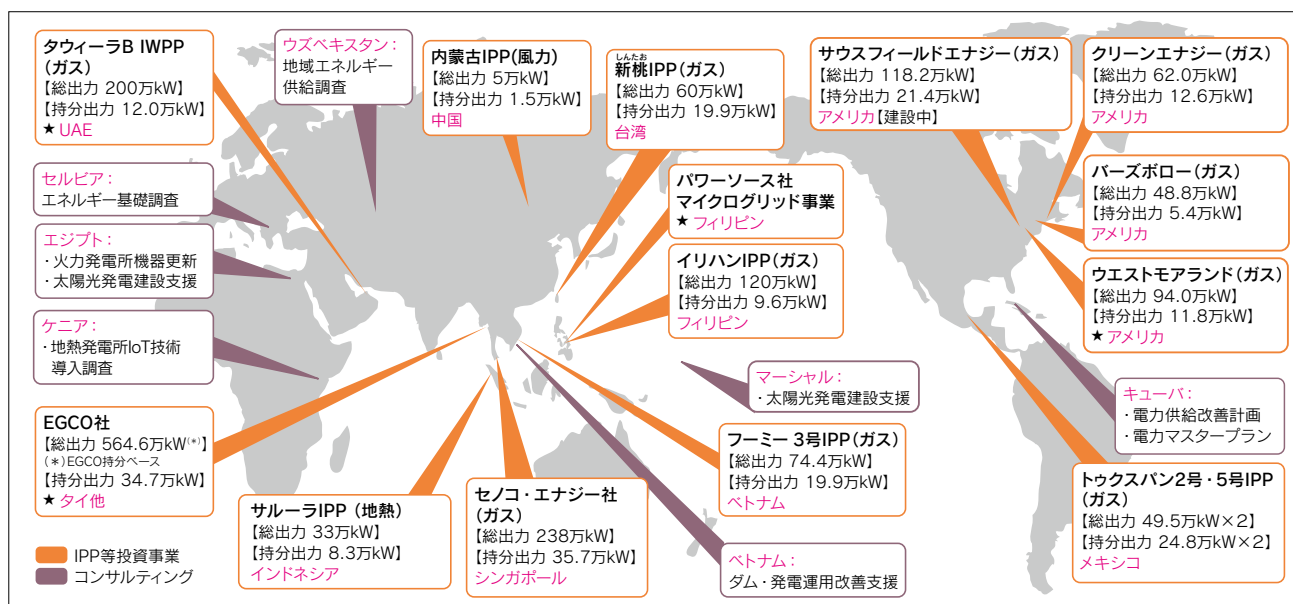 タウィーラB IWPP
(ガス)
【総出力 200万kW】
【持分出力 12.0万kW】
★ UAE
ウズベキスタン：
地域エネルギー
供給調査
内蒙古IPP(風力)
【総出力 5万kW】
【持分出力 1.5万kW】
中国
しんたお
新桃IPP(ガス)
【総出力 60万kW】
【持分出力 19.9万kW】
台湾
サウスフィールドエナジー(ガス)
【総出力 118.2万kW】
【持分出力 21.4万kW】
アメリカ【建設中】
クリーンエナジー(ガス)
【総出力 62.0万kW】
【持分出力 12.6万kW】
アメリカ
セルビア：
エネルギー基礎調査
パワーソース社
マイクログリッド事業
★ フィリピン
バーズボロー(ガス)
【総出力 48.8万kW】
【持分出力 5.4万kW】
アメリカ
エジプト：
・火力発電所機器更新
・太陽光発電建設支援
イリハンIPP(ガス)
【総出力 120万kW】
【持分出力 9.6万kW】
フィリピン
ウエストモアランド(ガス)
【総出力 94.0万kW】
【持分出力 11.8万kW】
★ アメリカ
ケニア：
・地熱発電所IoT技術
導入調査
マーシャル：
・太陽光発電建設支援
キューバ：
・電力供給改善計画
・電力マスタープラン
EGCO社
【総出力 564.6万kW(*)】
(*)EGCO持分ベース
【持分出力 34.7万kW】
★ タイ他
サルーラIPP (地熱)
【総出力 33万kW】
【持分出力 8.3万kW】
インドネシア
セノコ・エナジー社
(ガス)
【総出力 238万kW】
【持分出力 35.7万kW】
シンガポール
フーミー 3号IPP(ガス)
【総出力 74.4万kW】
【持分出力 19.9万kW】
ベトナム
ベトナム：
ダム・発電運用改善支援
トゥクスパン2号・5号IPP
(ガス)
【総出力 49.5万kW×2】
【持分出力 24.8万kW×2】
メキシコ
IPP等投資事業
コンサルティング